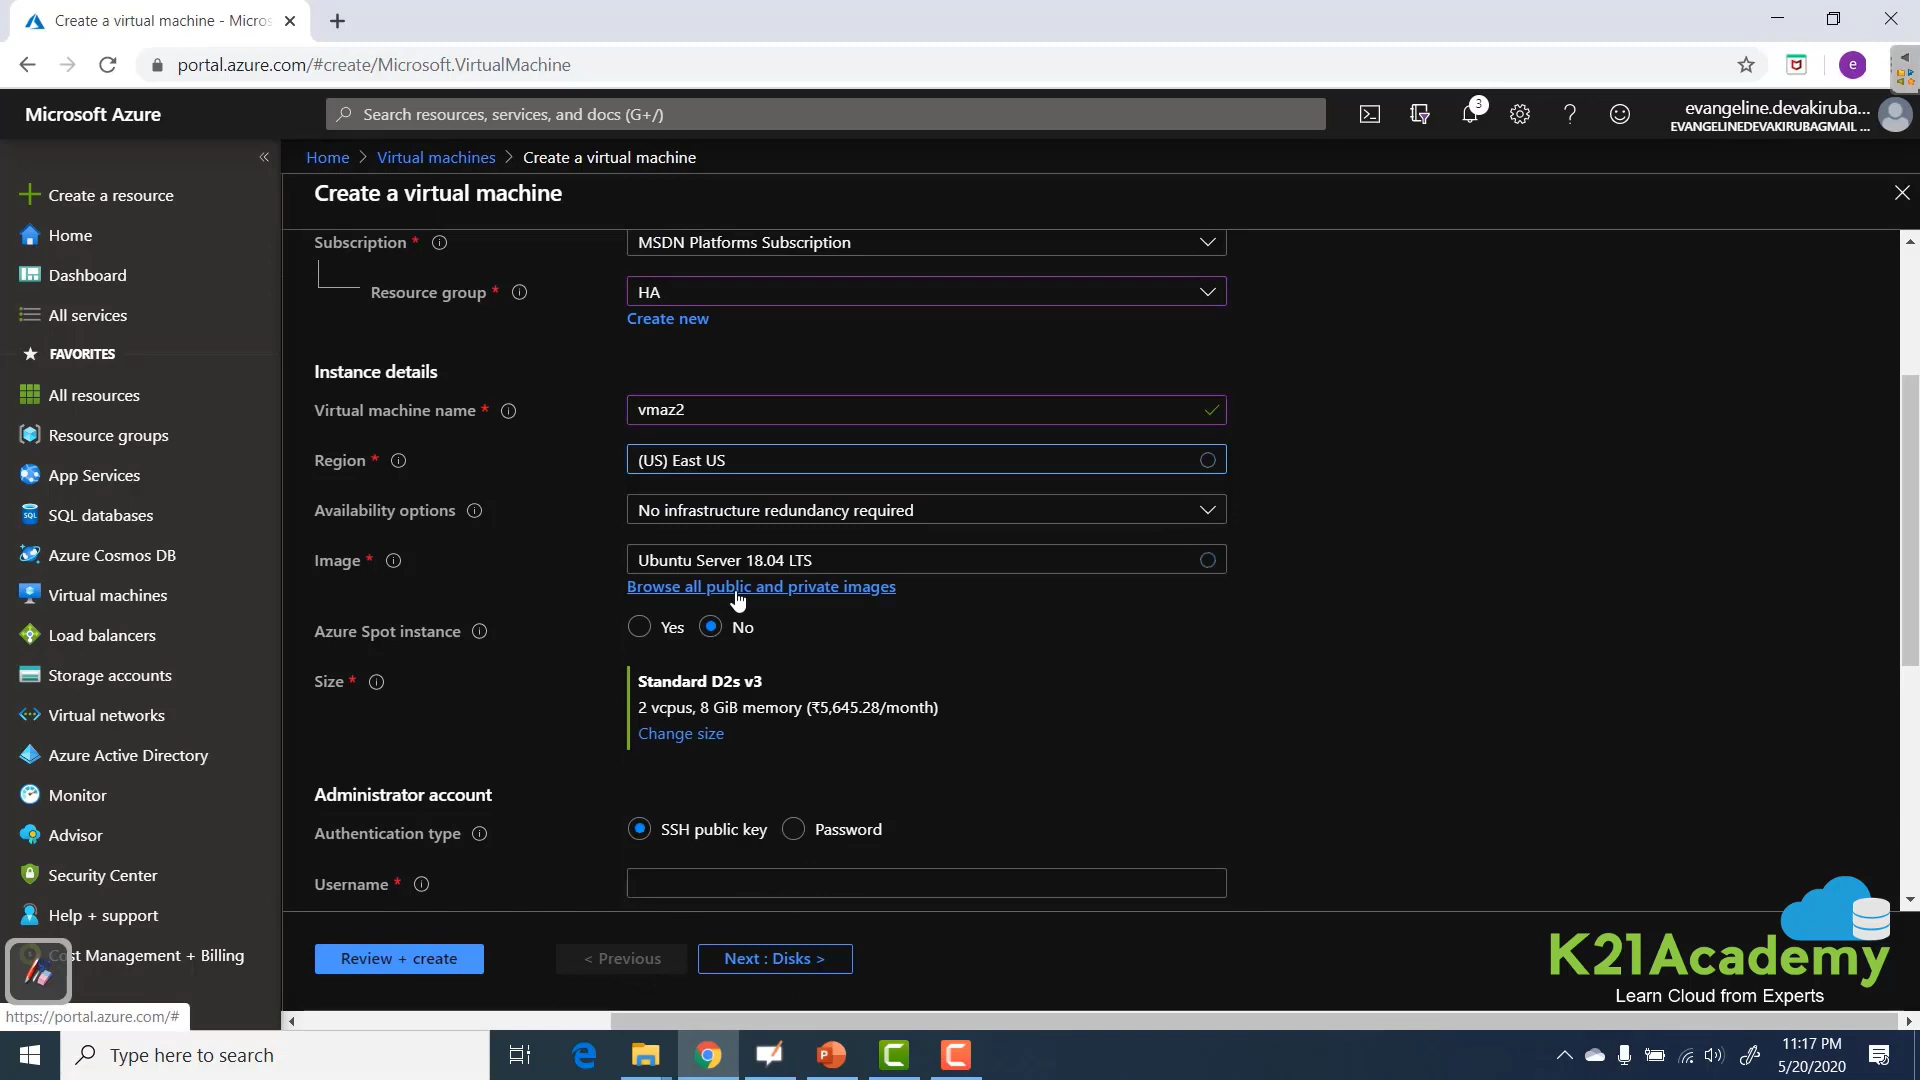 Create a virtual machine - Micros
portal.azure.com/#create/Microsoft.VirtualMachine
e
Microsoft Azure
Search resources, services, and docs (G+/)
3
evangeline.devakiruba...
EVANGELINEDEVAKIRUBAGMAIL ...
Home > Virtual machines > Create a virtual machine
Create a virtual machine
Create a resource
Home
Dashboard
All services
FAVORITES
All resources
Resource groups
App Services
SQL databases
Azure Cosmos DB
Virtual machines
Load balancers
Storage accounts
Virtual networks
Azure Active Directory
Monitor
Advisor
Security Center
Help + support
st Management + Billing
https://portal.azure.com/#
Subscription * MSDN Platforms Subscription
Resource group * HA
Create new
Instance details
Virtual machine name * vmaz2
Region * (US) East US
Availability options No infrastructure redundancy required
Image * Ubuntu Server 18.04 LTS
Browse all public and private images
Azure Spot instance Yes No
Size * Standard D2s v3
2 vcpus, 8 GiB memory (₹5,645.28/month)
Change size
Administrator account
Authentication type SSH public key Password
Username *
Review + create < Previous Next : Disks >
K21Academy
Learn Cloud from Experts
Type here to search
11:17 PM
5/20/2020